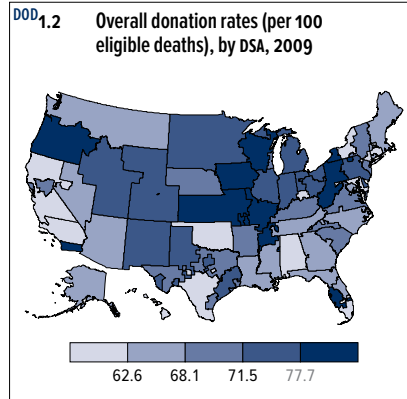 DOD1.2 Overall donation rates (per 100
eligible deaths), by DSA, 2009
62.6 68.1 71.5 77.7